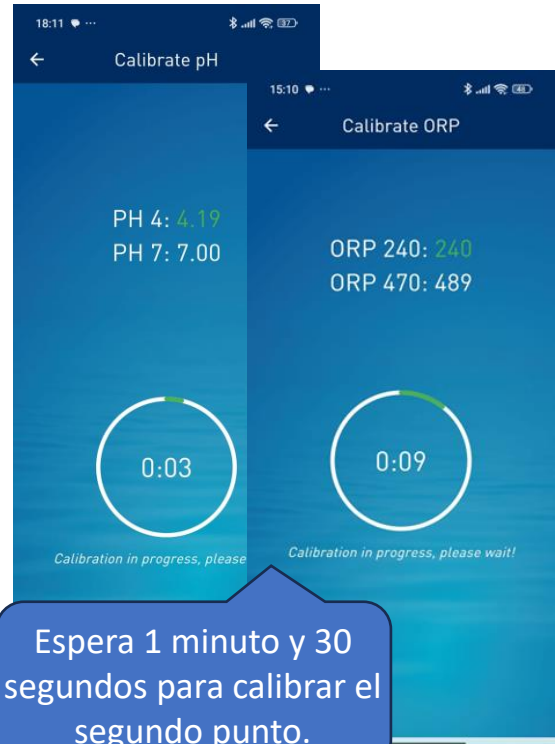 18:11
37
Calibrate pH
PH 4: 4.19
PH 7: 7.00
0:03
Calibration in progress, please
15:10
48
Calibrate ORP
ORP 240: 240
ORP 470: 489
0:09
Calibration in progress, please wait!
Espera 1 minuto y 30
segundos para calibrar el
segundo punto.